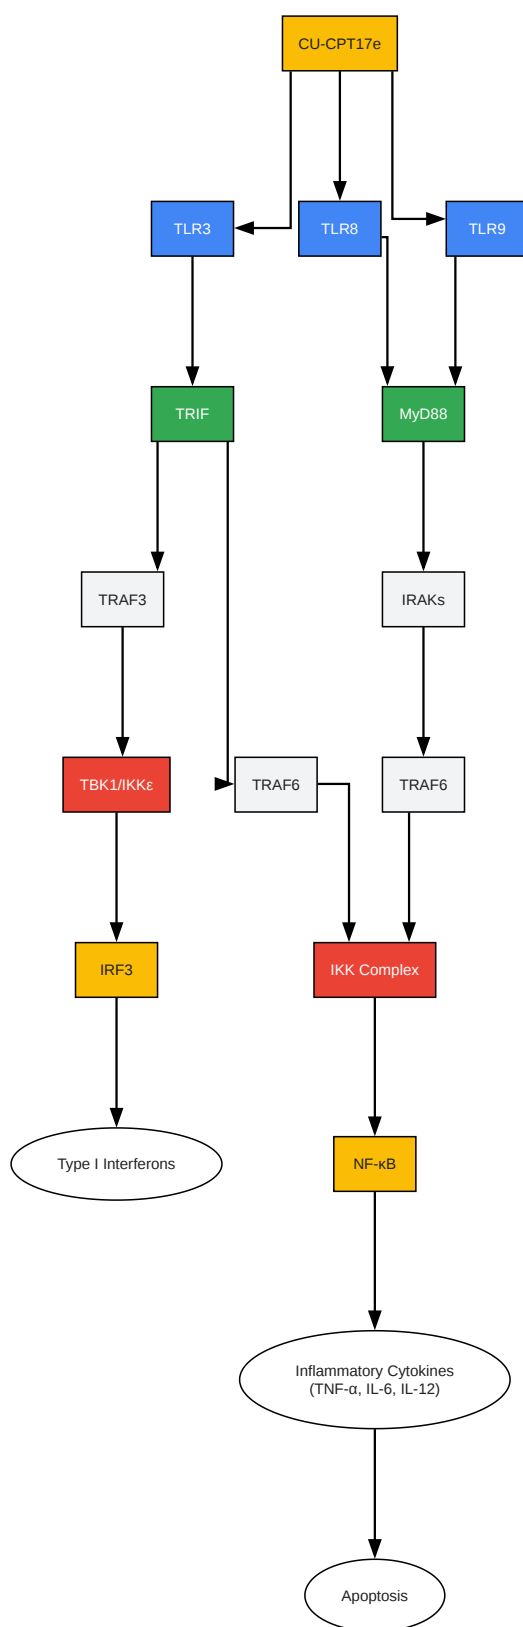 CU-CPT17e
TLR3
TLR8
TLR9
TRIF
MyD88
TRAF3
IRAKs
TBK1/IKKε
TRAF6
TRAF6
IRF3
IKK Complex
Type I Interferons
NF-κB
Inflammatory Cytokines
(TNF-α, IL-6, IL-12)
Apoptosis